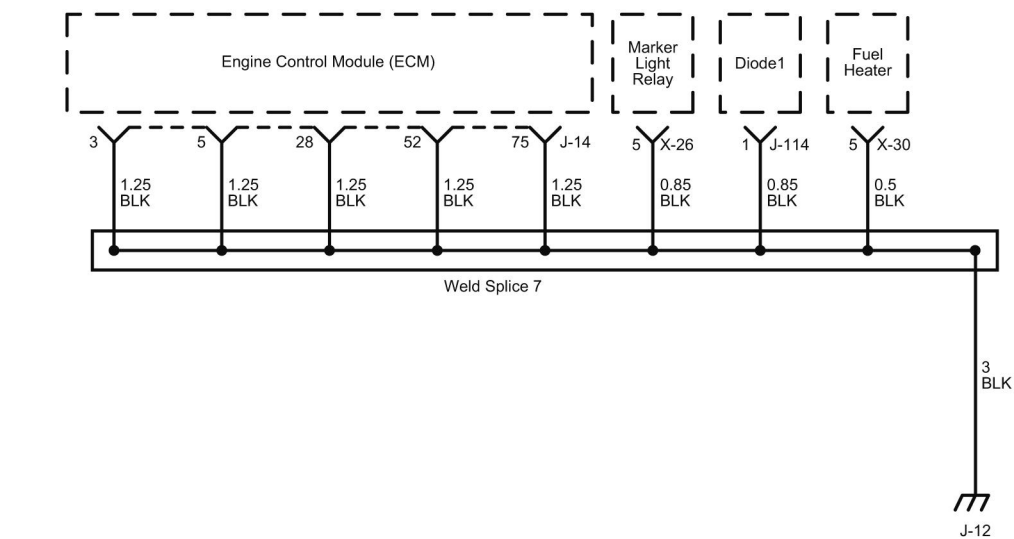 Engine Control Module (ECM)
Marker
Light
Relay
Diode1
Fuel
Heater
3
5
28
52
75
J-14
5
X-26
1
J-114
5
X-30
1.25
BLK
1.25
BLK
1.25
BLK
1.25
BLK
1.25
BLK
0.85
BLK
0.85
BLK
0.5
BLK
Weld Splice 7
3
BLK
J-12